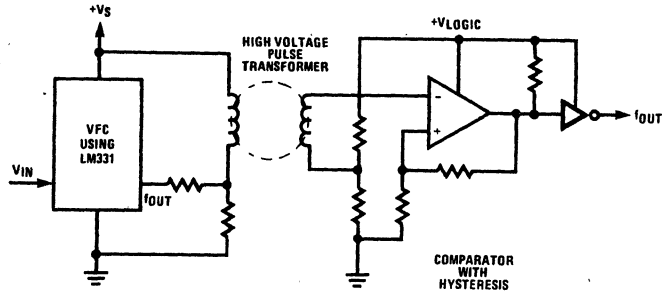 +VS
HIGH VOLTAGE
PULSE
TRANSFORMER
+VLOGIC
VFC
USING
LM331
VIN
fOUT
fOUT
COMPARATOR
WITH
HYSTERESIS